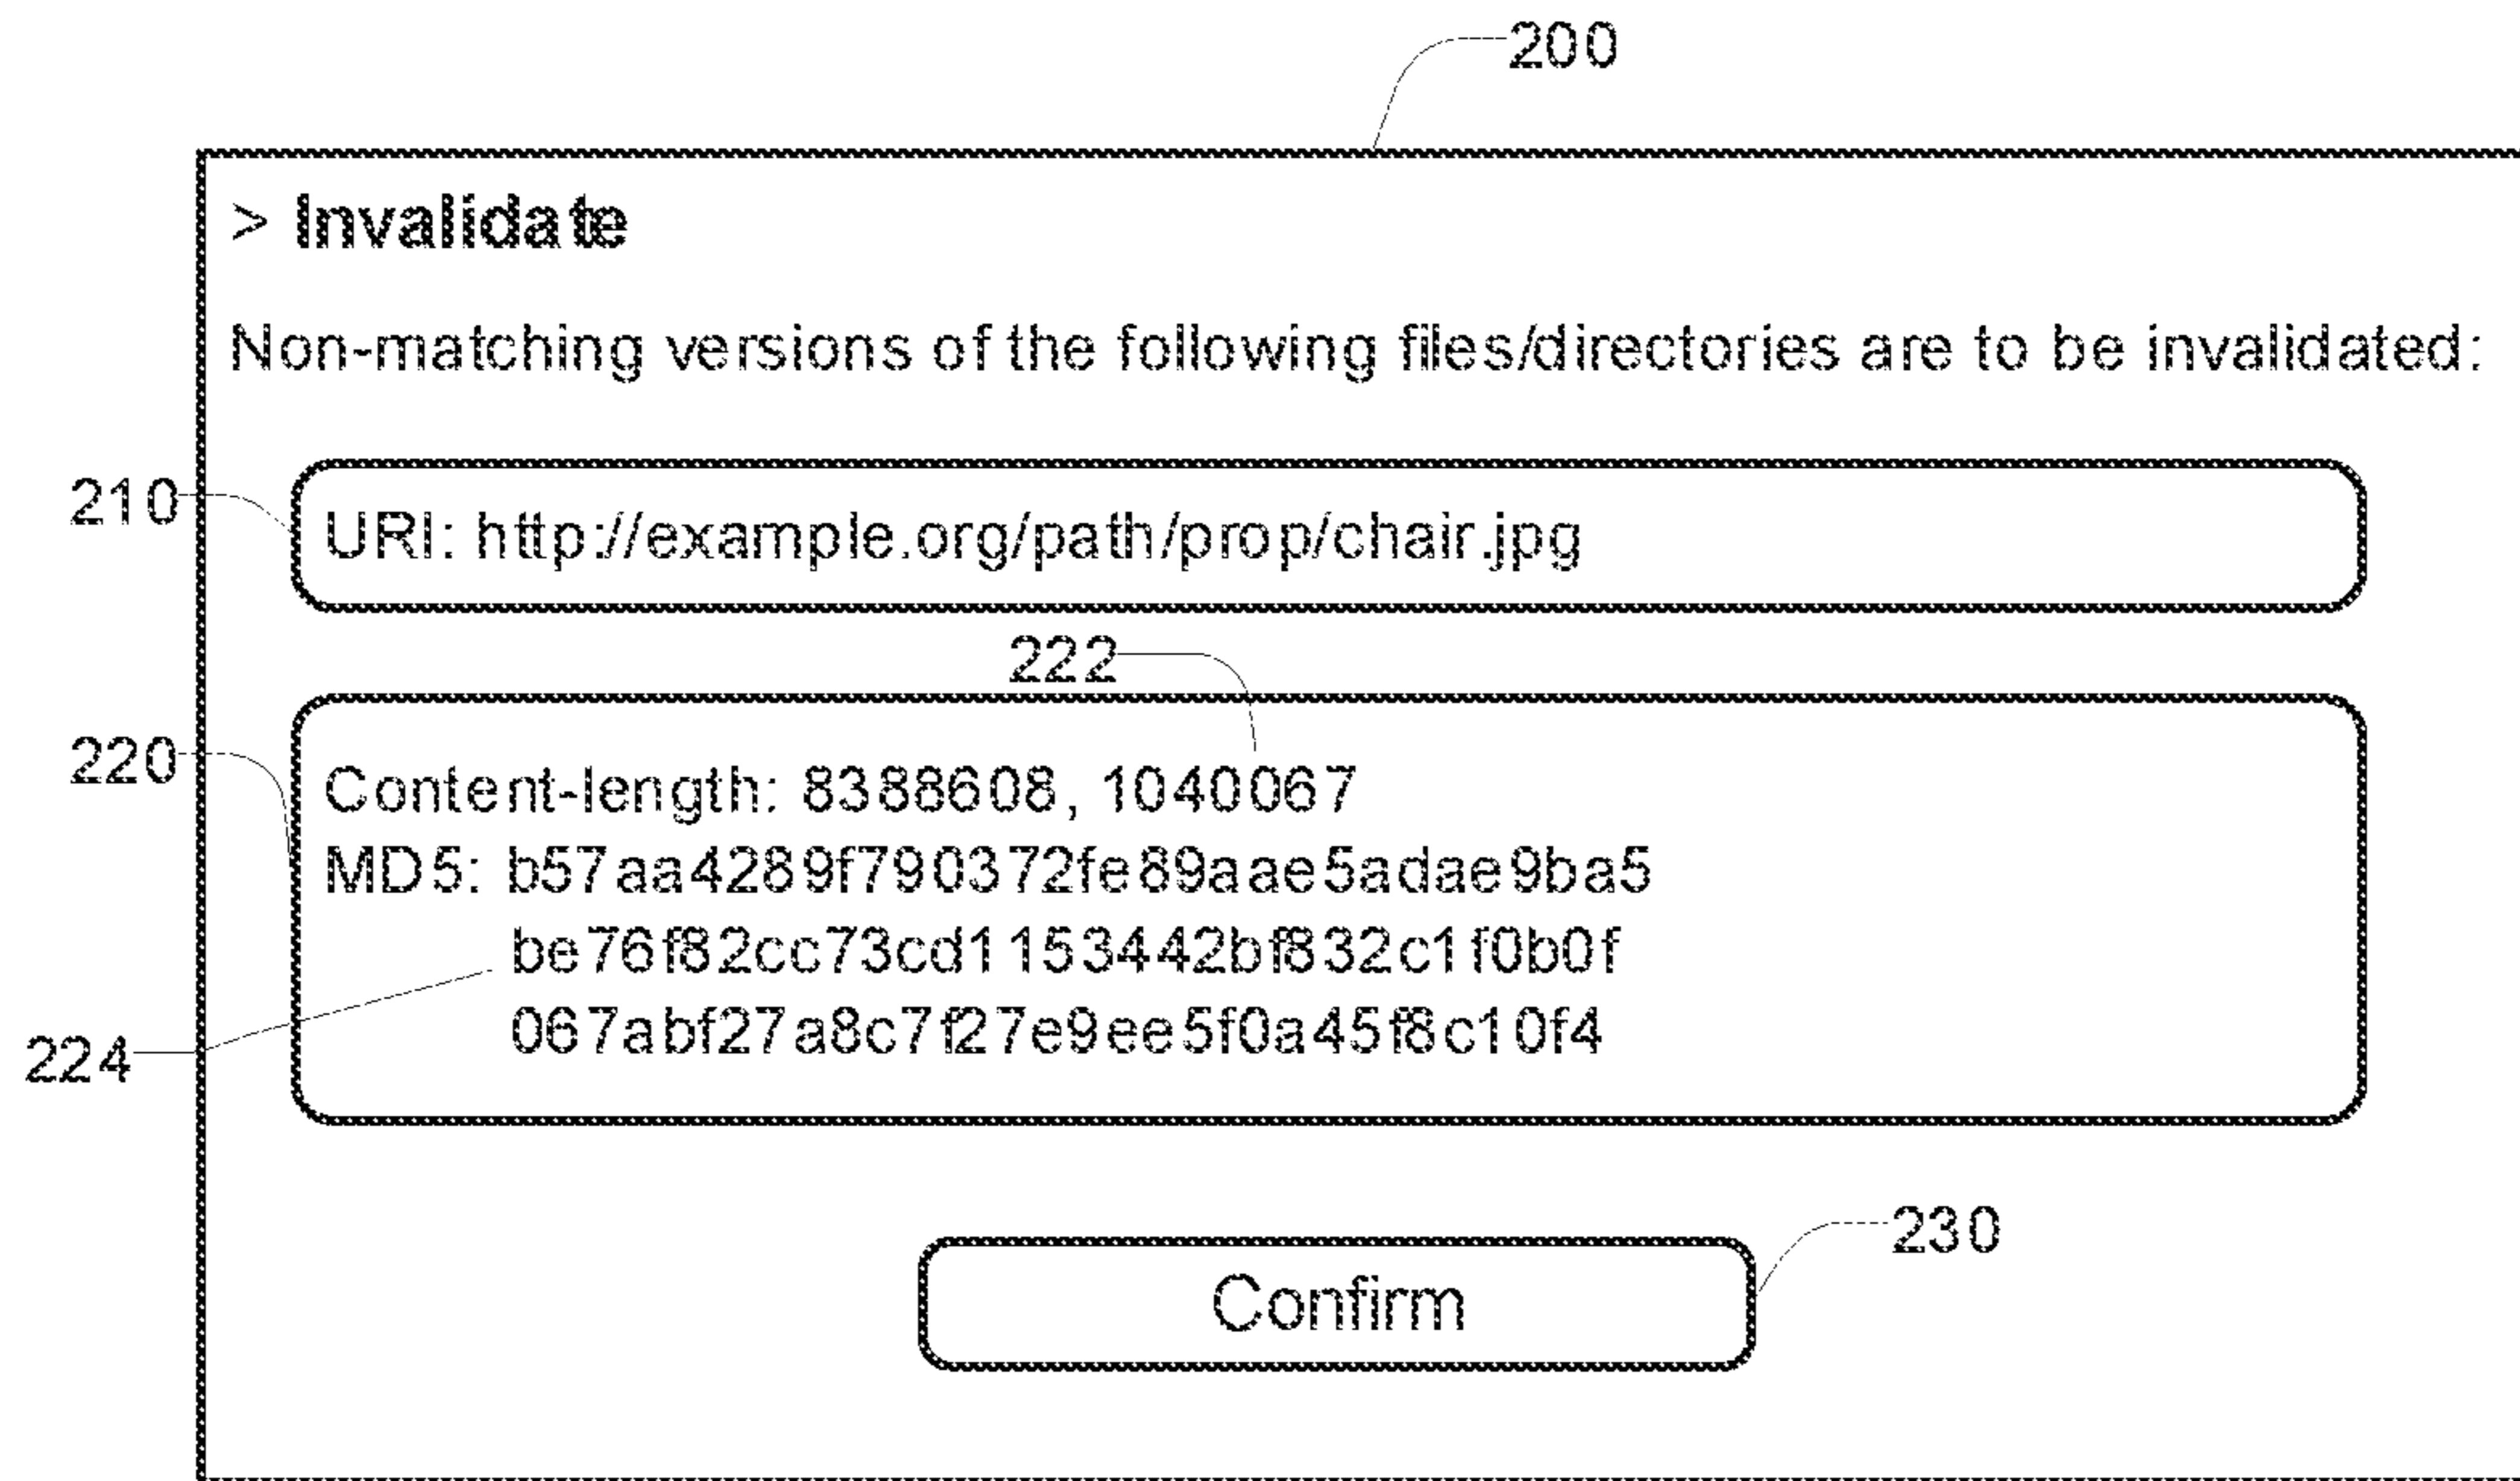 200
> Invalidate
Non-matching versions of the following files/directories are to be invalidated:
210
URI: http://example.org/path/prop/chair.jpg
222
220
Content-length: 8388608, 1040067
MD5: b57aa4289f790372fe89aae5adae9ba5
be76f82cc73cd1153442bf832c1f0b0f
067abf27a8c7f27e9ee5f0a45f8c10f4
224
230
Confirm